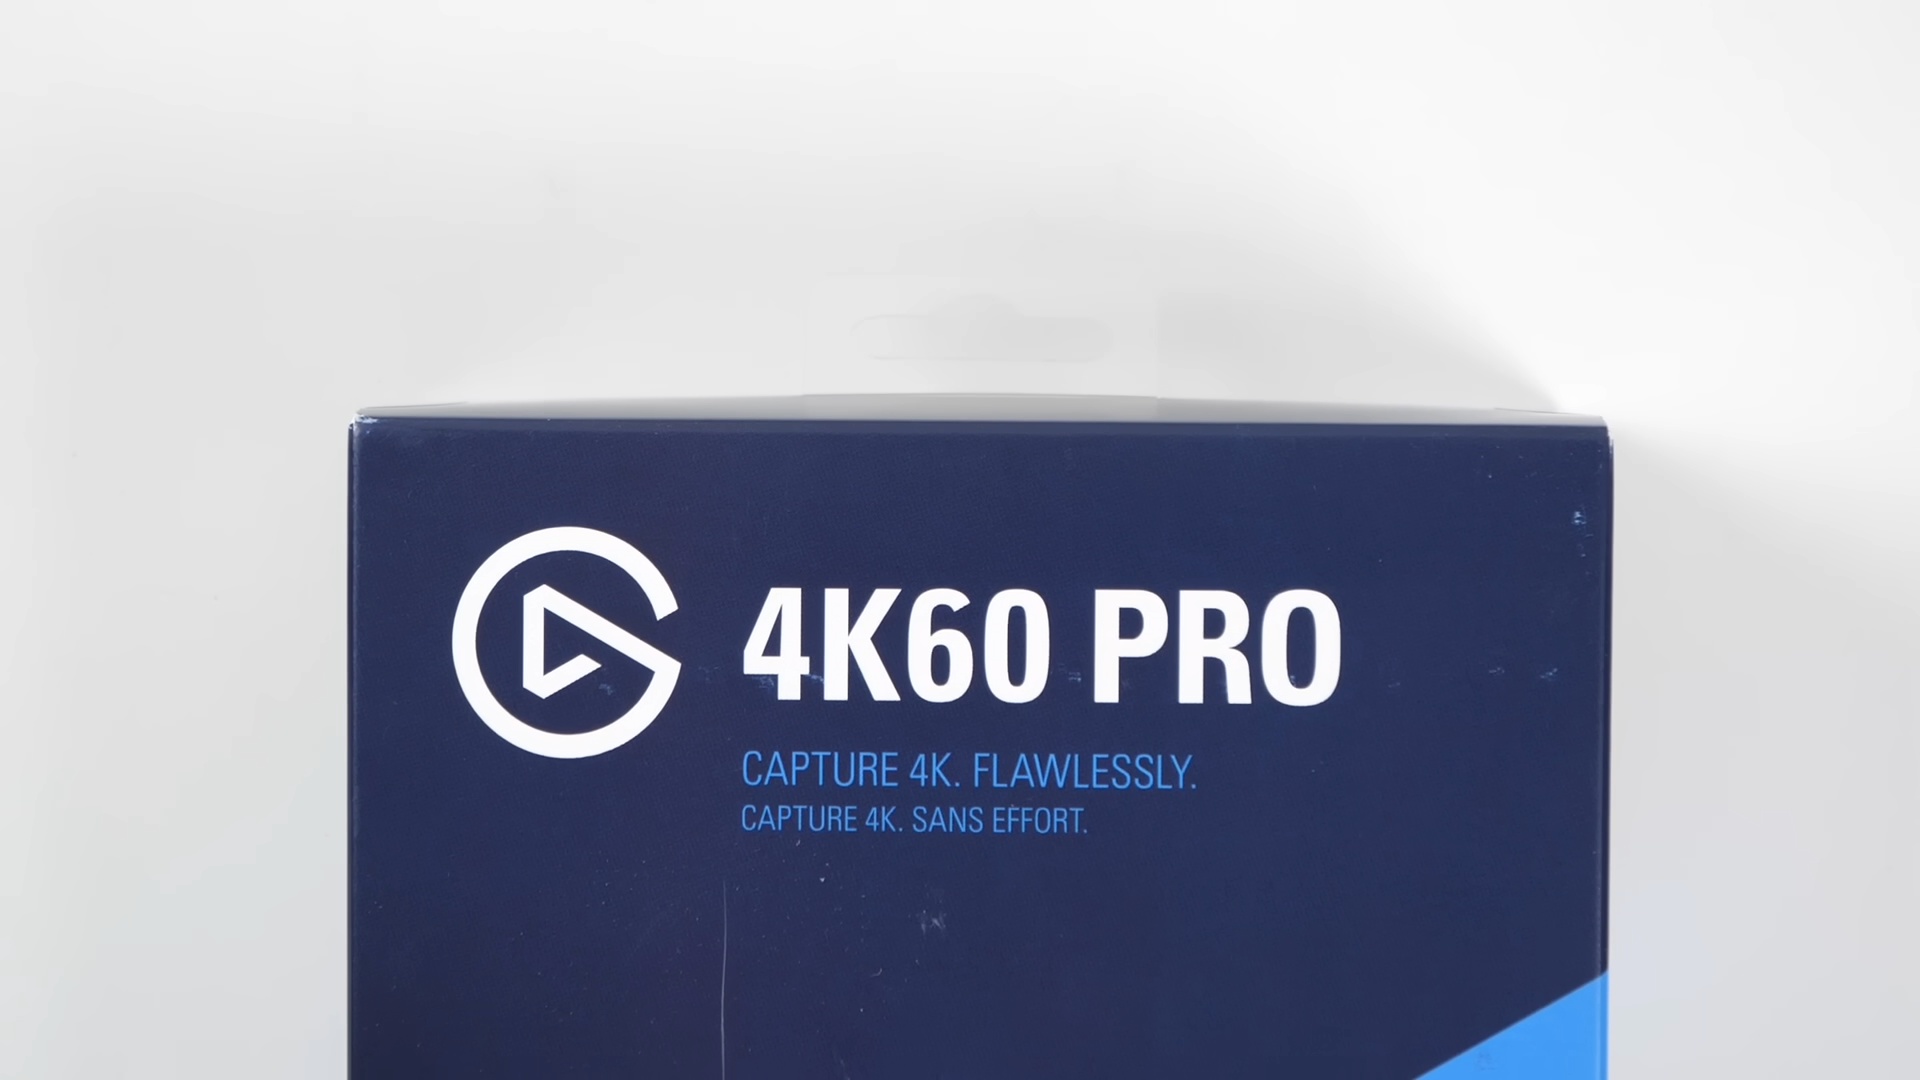 4K60 PRO
CAPTURE 4K. FLAWLESSLY.
CAPTURE 4K. SANS EFFORT.